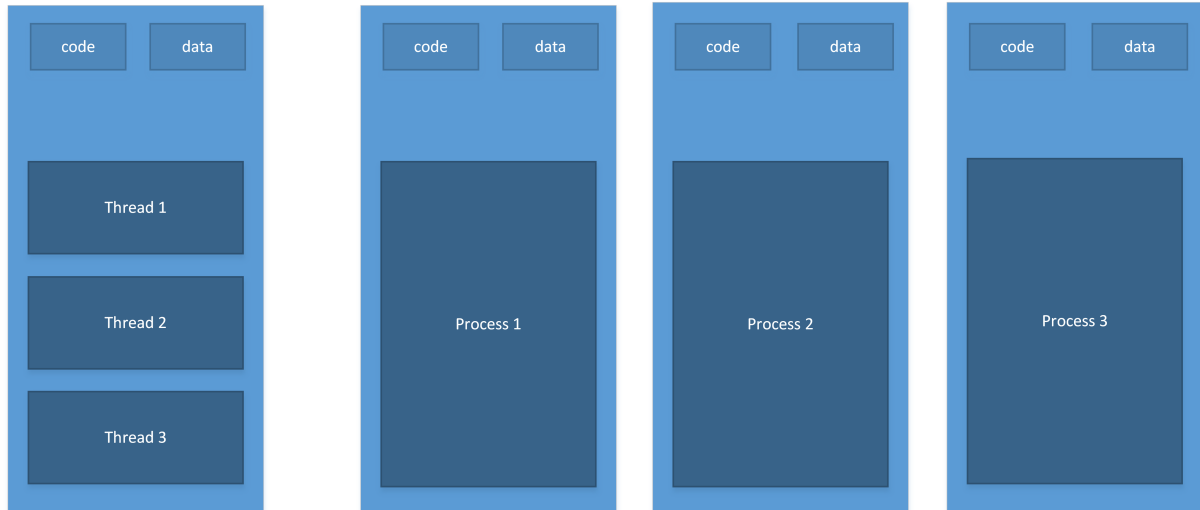 code
data
Thread 1
Thread 2
Thread 3
code
data
Process 1
code
data
Process 2
code
data
Process 3